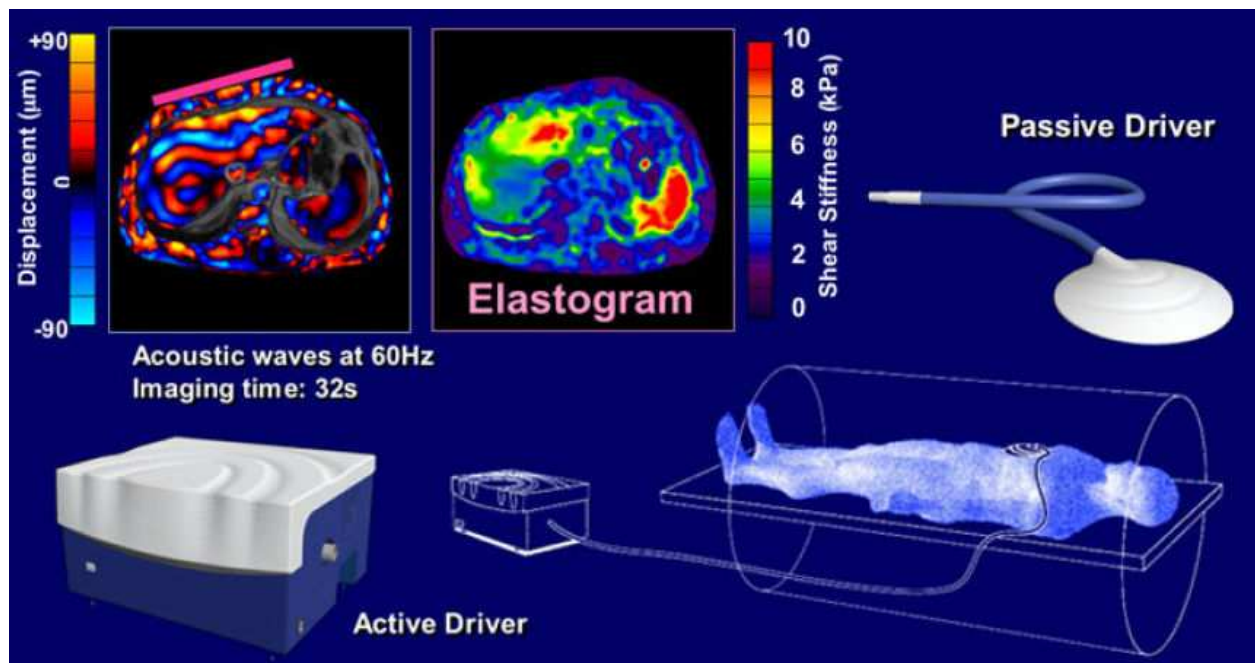 +90
0
-90
Displacement (μm)
Elastogram
10
8
6
4
2
0
Shear Stiffness (kPa)
Passive Driver
Acoustic waves at 60Hz
Imaging time: 32s
Active Driver